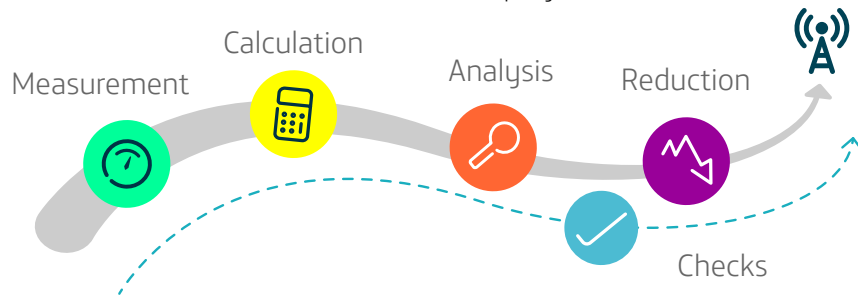 Calculation
Measurement
Analysis
Reduction
Checks